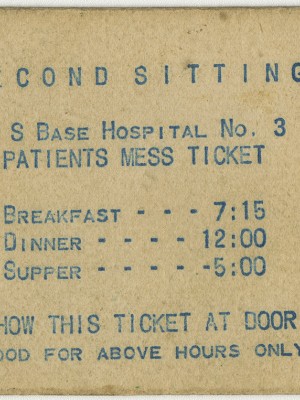 ECOND SITTING
S BASE HOSPITAL NO. 3
PATIENTS MESS TICKET
BREAKFAST - - - 7:15
DINNER - - 12:00
SUPPER - - -5:00
HOW THIS TICKET AT DOOR
OOD FOR ABOVE HOURS ONLY